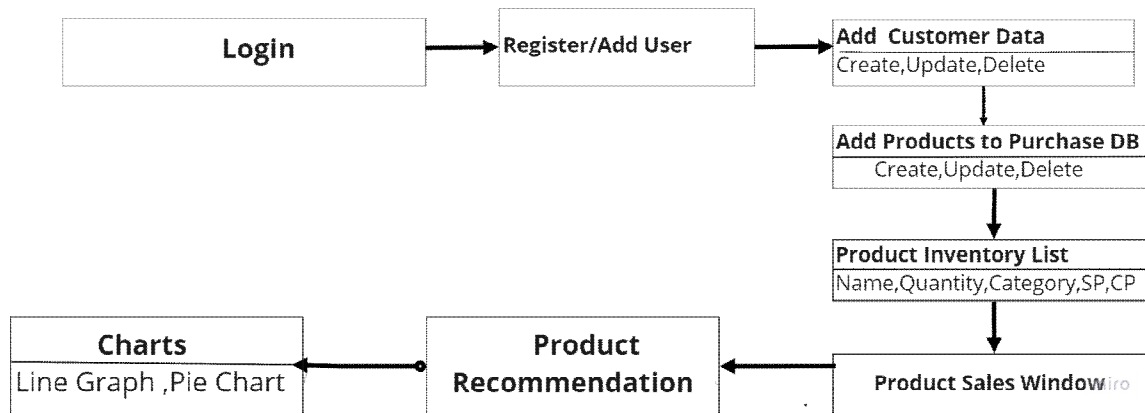 Login
Register/Add User
Add Customer Data
Create,Update,Delete
Add Products to Purchase DB
Create,Update,Delete
Product Inventory List
Name,Quantity,Category,SP,CP
Product Sales Window
Product
Recommendation
Charts
Line Graph ,Pie Chart